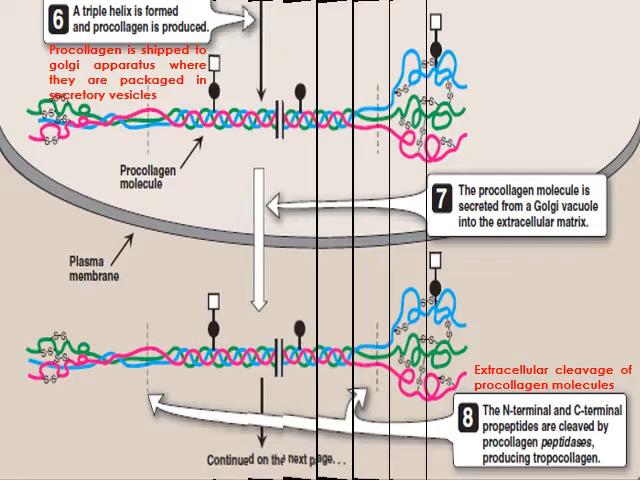 6 A triple helix is formed
and procollagen is produced.
Procollagen is shipped to
golgi apparatus where
they are packaged in
secretory vesicles
Procollagen
molecule
7 The procollagen molecule is
secreted from a Golgi vacuole
into the extracellular matrix.
Plasma
membrane
Extracellular cleavage of
procollagen molecules
8 The N-terminal and C-terminal
propeptides are cleaved by
procollagen peptidases,
producing tropocollagen.
Continued on the next page...